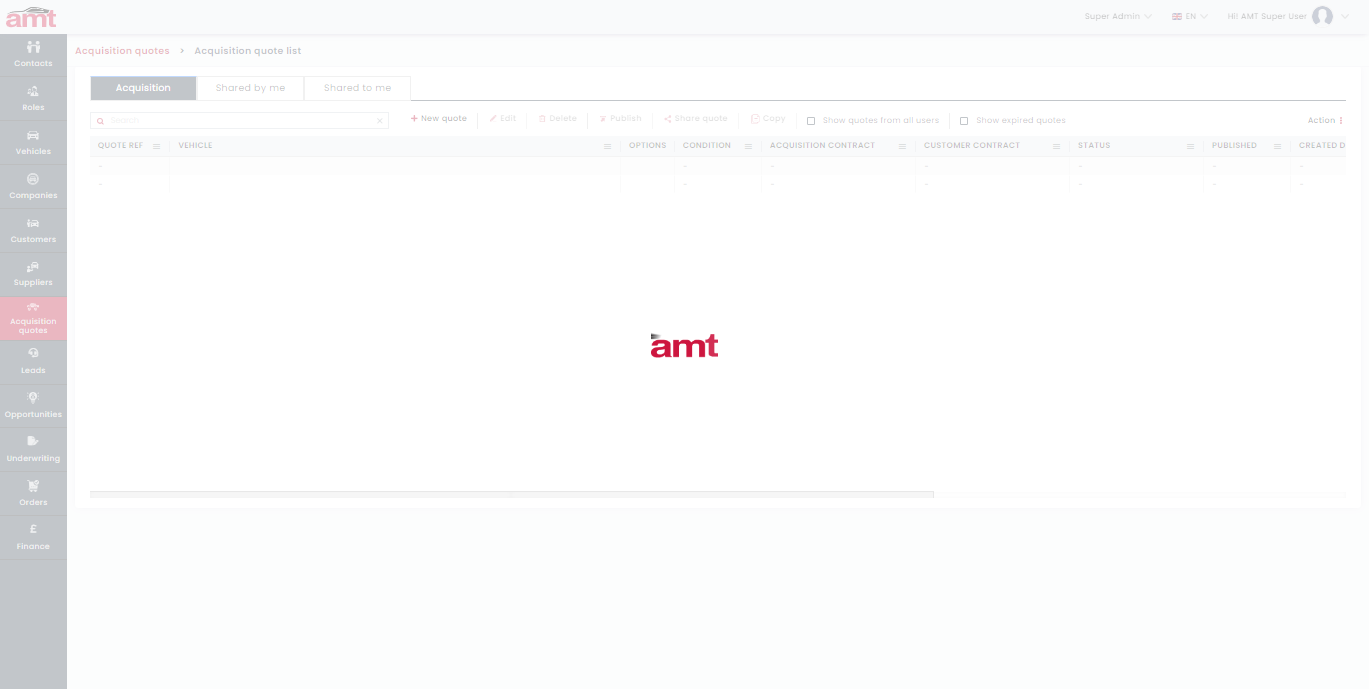 amt
Super Admin
EN
Hi! AMT Super User
Contacts
Roles
Vehicles
Companies
Customers
Suppliers
Acquisition
quotes
Leads
Opportunities
Underwriting
Orders
£
Finance
Acquisition quotes > Acquisition quote list
Acquisition
Shared by me
Shared to me
Search
+ New quote
Edit
Delete
Publish
Share quote
Copy
Show quotes from all users
Show expired quotes
Action
QUOTE REF
VEHICLE
OPTIONS
CONDITION
ACQUISITION CONTRACT
CUSTOMER CONTRACT
STATUS
PUBLISHED
CREATED D
- - - - - - -
- - - - - - -
amt